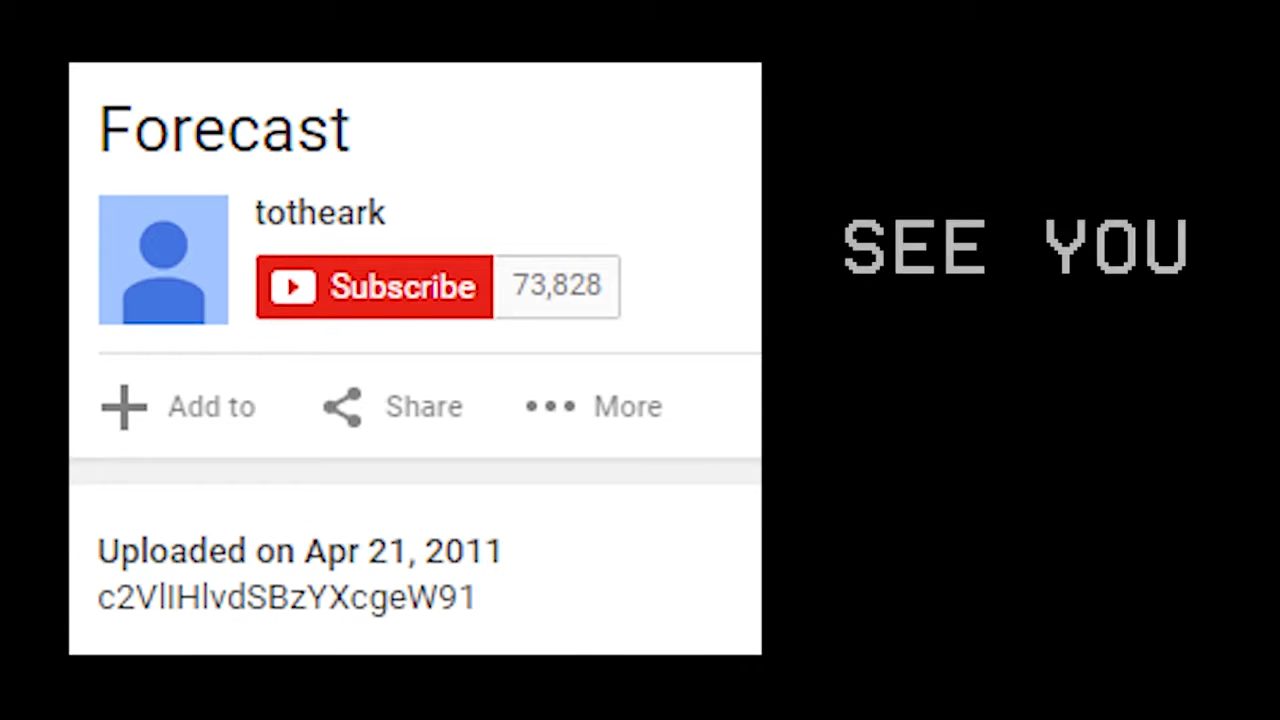 Forecast
totheark
Subscribe 73,828
SEE YOU
Add to Share More
Uploaded on Apr 21, 2011
c2VlIHlvdSBzYXcgeW91